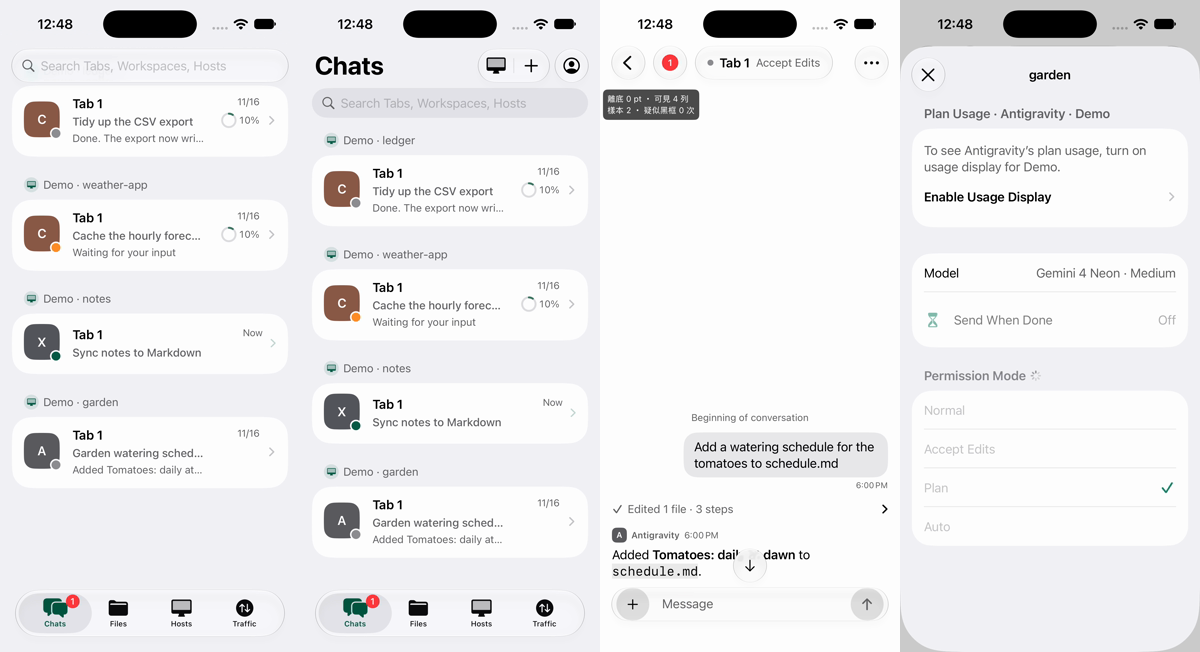 12:48
Search Tabs, Workspaces, Hosts
C
Tab 1
11/16
Tidy up the CSV export
10%
Done. The export now wri...
Demo · weather-app
C
Tab 1
11/16
Cache the hourly forec...
10%
Waiting for your input
Demo · notes
X
Tab 1
Now
Sync notes to Markdown
Demo · garden
A
Tab 1
11/16
Garden watering sched...
Added Tomatoes: daily at...
1
Chats
Files
Hosts
Traffic
12:48
Chats
Search Tabs, Workspaces, Hosts
Demo · ledger
C
Tab 1
11/16
Tidy up the CSV export
10%
Done. The export now wri...
Demo · weather-app
C
Tab 1
11/16
Cache the hourly forec...
10%
Waiting for your input
Demo · notes
X
Tab 1
Now
Sync notes to Markdown
Demo · garden
A
Tab 1
11/16
Garden watering sched...
Added Tomatoes: daily at...
1
Chats
Files
Hosts
Traffic
12:48
1
Tab 1 Accept Edits
離底 0 pt · 可見 4 列
樣本 2 · 疑似黑框 0 次
Beginning of conversation
Add a watering schedule for the
tomatoes to schedule.md
6:00 PM
Edited 1 file · 3 steps
A Antigravity 6:00 PM
Added Tomatoes: dawn to
schedule.md.
Message
12:48
garden
Plan Usage · Antigravity · Demo
To see Antigravity's plan usage, turn on
usage display for Demo.
Enable Usage Display
Model Gemini 4 Neon · Medium
Send When Done Off
Permission Mode
Normal
Accept Edits
Plan
Auto